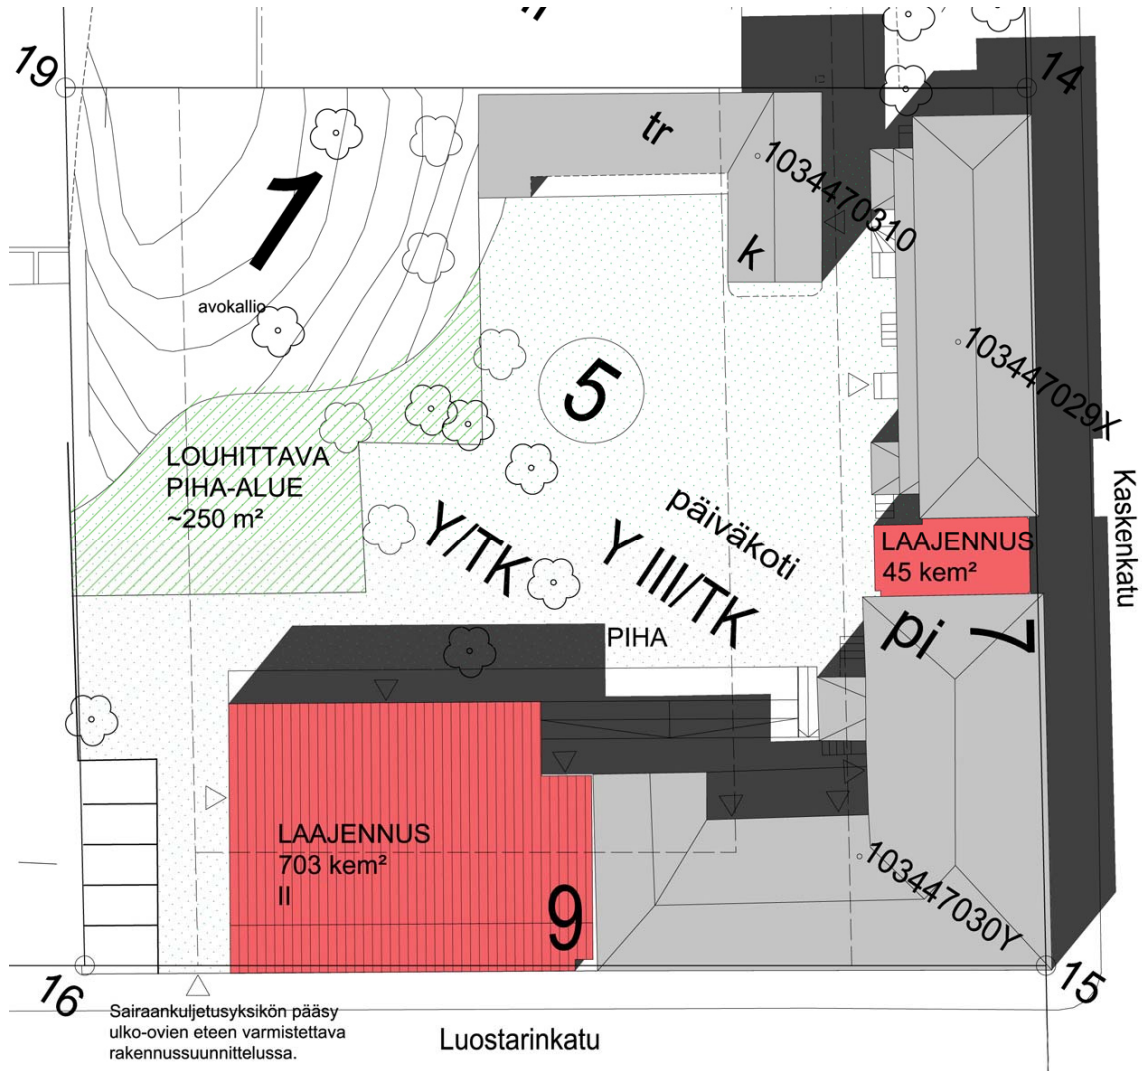 19
14
tr
1034470310
1
k
avokallio
5
103447029X
LOUHITTAVA
PIHA-ALUE
~250 m²
päiväkoti
Y/TK
Y III/TK
Kaskenkatu
LAAJENNUS
45 kem²
pi
7
PIHA
LAAJENNUS
703 kem²
II
9
103447030Y
16
15
Sairaankuljetusyksikön pääsy
ulko-ovien eteen varmistettava
rakennussuunnittelussa.
Luostarinkatu